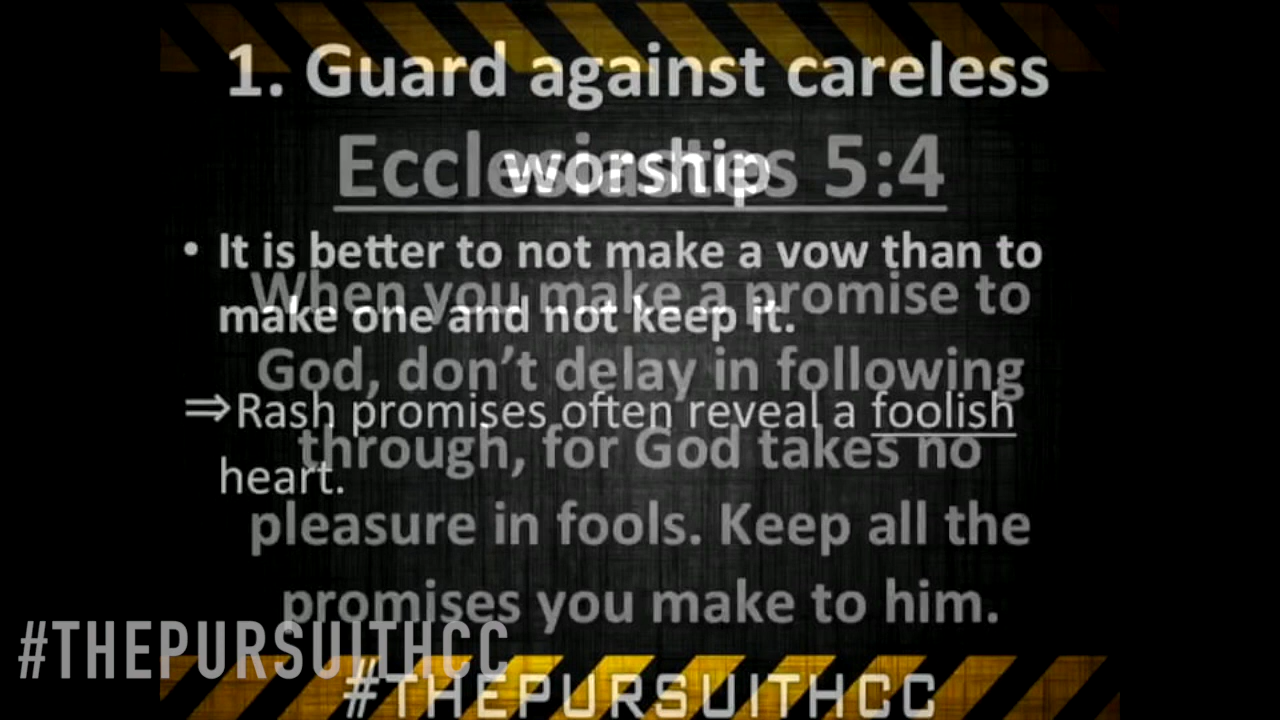 1. Guard against careless
worship
• It is better to not make a vow than to
make one and not keep it.
⇒Rash promises often reveal a foolish
heart.
Ecclesiastes 5:4
When you make a promise to
God, don’t delay in following
through, for God takes no
pleasure in fools. Keep all the
promises you make to him.
#THEPURSUITHCC
#THEPURSUITHCC